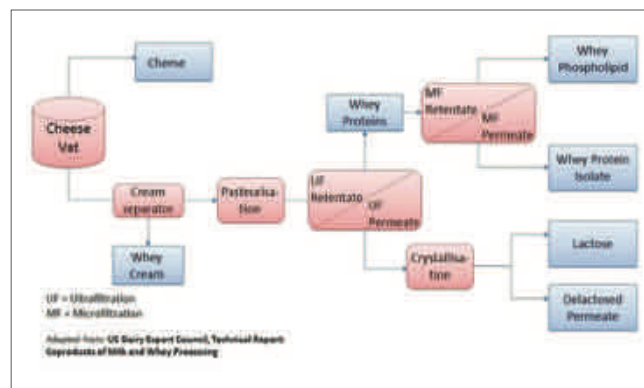 Cheese
Cheese
Vat
Cream
separator
Whey
Cream
Pasteurisa-
tion
UF
Retentate
UF
Permeate
Whey
Proteins
MF
Retentate
MF
Permeate
Whey
Phospholipid
Whey Protein
Isolate
Crystallisa-
tion
Lactose
Delactosed
Permeate
UF = Ultrafiltration
MF = Microfiltration
Adapted from: US Dairy Export Council, Technical Report:
Coproducts of Milk and Whey Processing